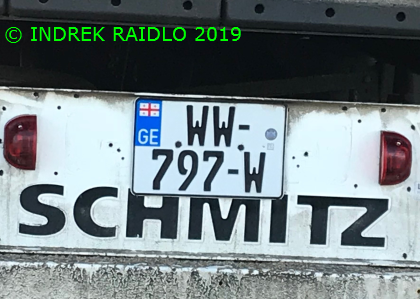 © INDREK RAIDLO 2019
GE
WW-
797-W
SCHMITZ